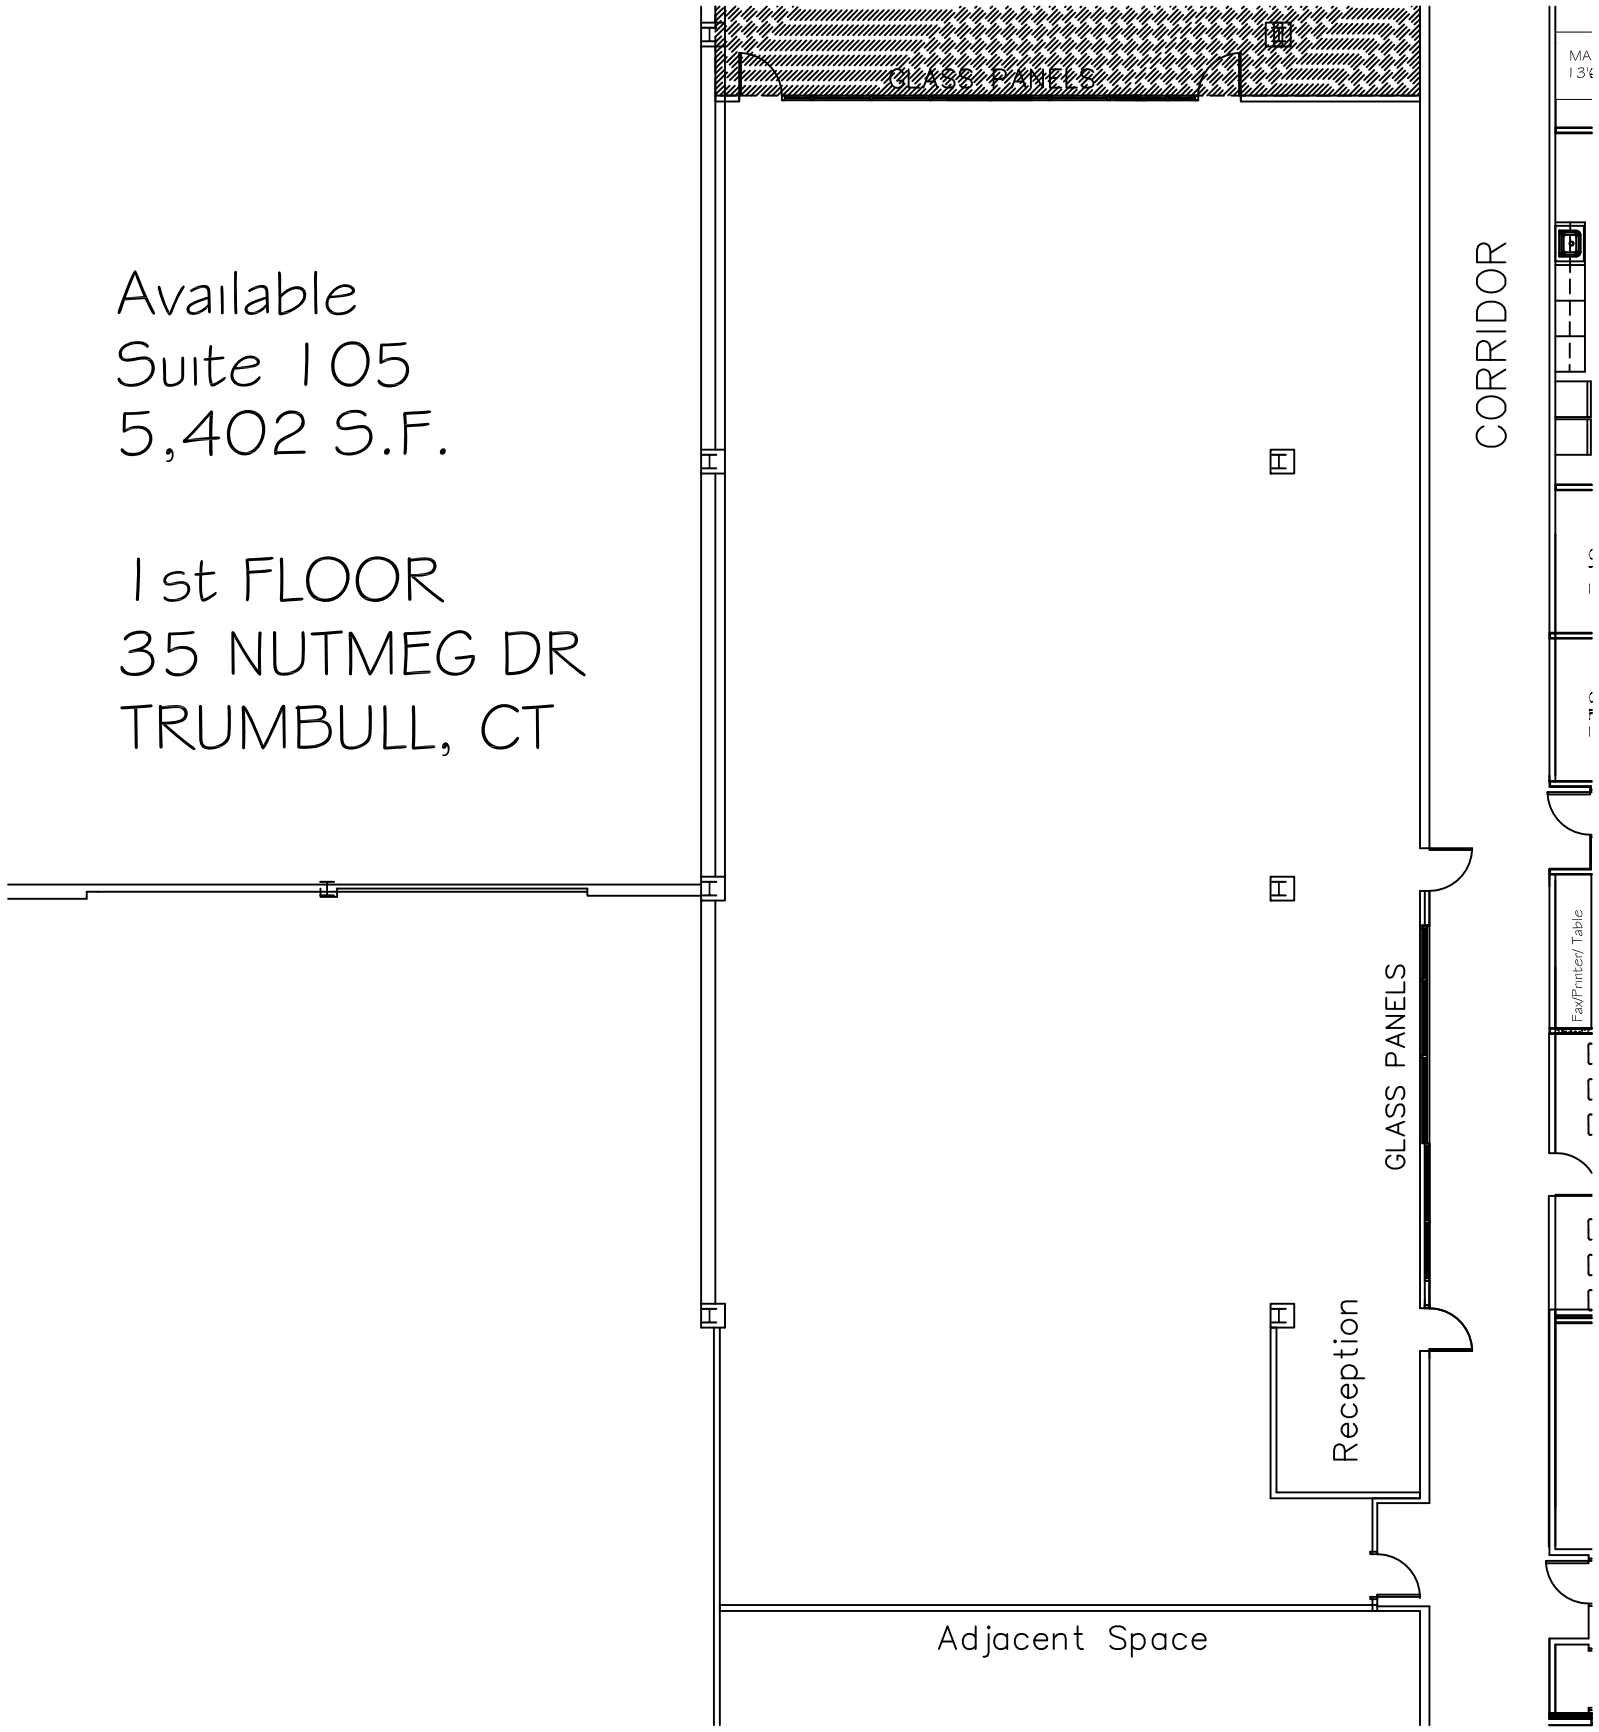 GLASS PANELS
Available
Suite 105
5,402 S.F.
1st FLOOR
35 NUTMEG DR
TRUMBULL, CT
CORRIDOR
GLASS PANELS
Fax/Printer/ Table
Reception
Adjacent Space
MA